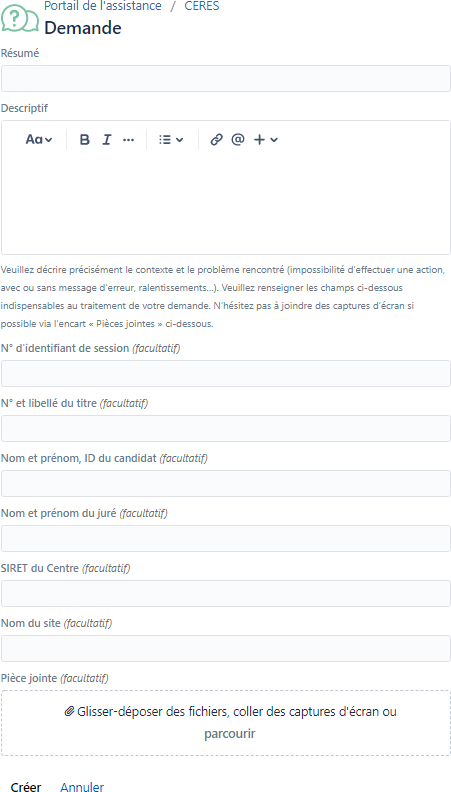 Portail de l'assistance / CERES
Demande
Résumé
Descriptif
Aa B I ··· @ +
Veuillez décrire précisément le contexte et le problème rencontré (impossibilité d'effectuer une action,
avec ou sans message d'erreur, ralentissements...). Veuillez renseigner les champs ci-dessous
indispensables au traitement de votre demande. N'hésitez pas à joindre des captures d'écran si
possible via l'encart « Pièces jointes » ci-dessous.
N° d'identifiant de session (facultatif)
N° et libellé du titre (facultatif)
Nom et prénom, ID du candidat (facultatif)
Nom et prénom du juré (facultatif)
SIRET du Centre (facultatif)
Nom du site (facultatif)
Pièce jointe (facultatif)
Glisser-déposer des fichiers, coller des captures d'écran ou
parcourir
Créer Annuler